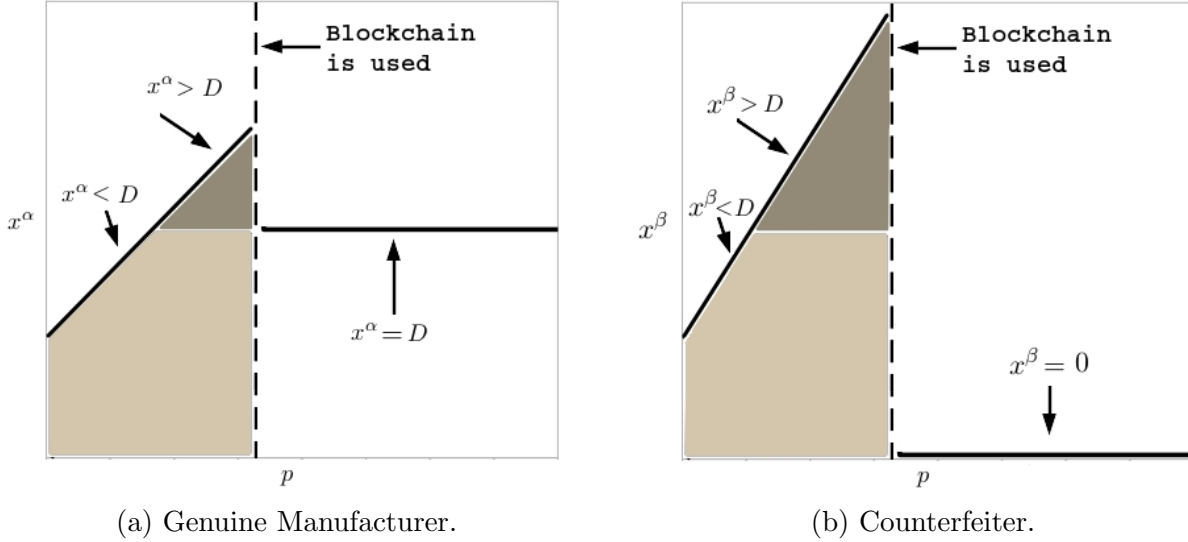 Blockchain
is used
x^α > D
x^α < D
x^α
x^α = D
p
(a) Genuine Manufacturer.
Blockchain
is used
x^β > D
x^β < D
x^β
x^β = 0
p
(b) Counterfeiter.